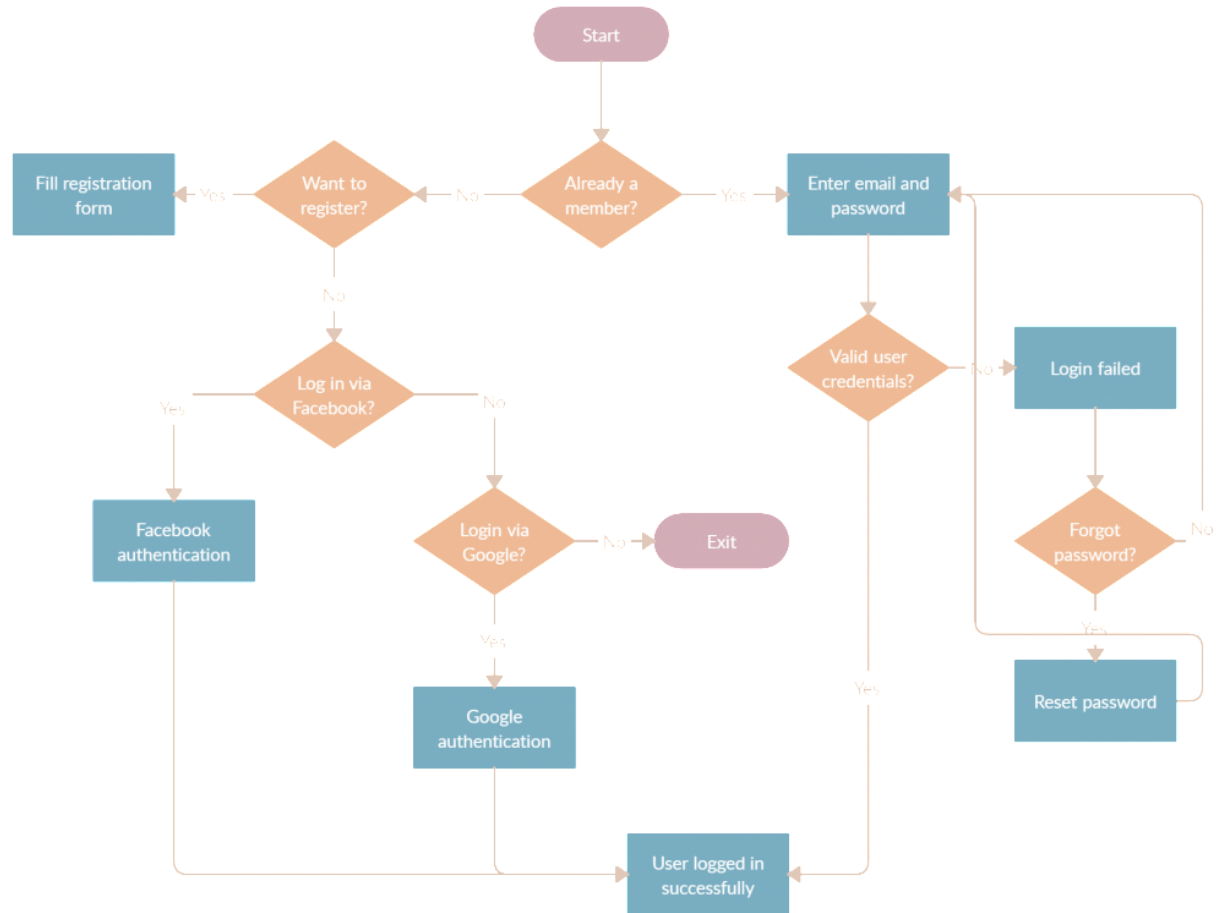 Start
Fill registration
form
Yes
Want to
register?
No
Already a
member?
Yes
Enter email and
password
No
Log in via
Facebook?
Valid user
credentials?
No
Login failed
Yes
No
Facebook
authentication
Login via
Google?
No
Exit
Forgot
password?
No
Yes
Yes
Yes
Reset password
Google
authentication
User logged in
successfully